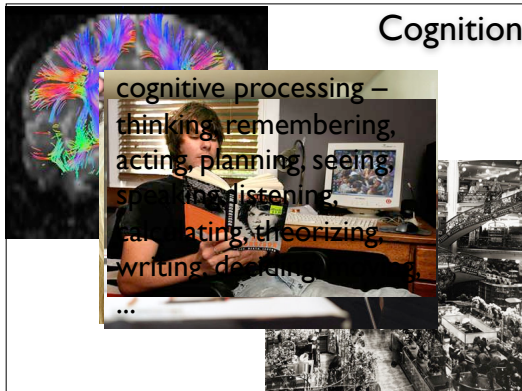 Cognition
cognitive processing –
thinking, remembering,
acting, planning, seeing,
speaking, listening,
calculating, theorizing,
writing, deciding,
...